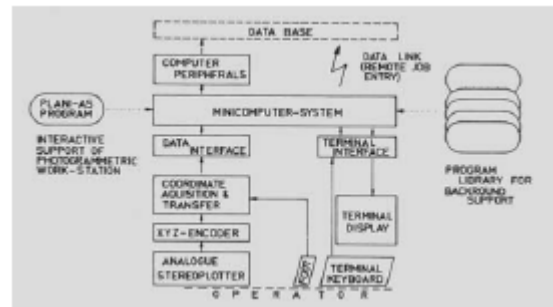 DATA BASE
COMPUTER
PERIPHERALS
DATA LINK
(REMOTE JOB
ENTRY)
PLANI-AS
PROGRAM
MINICOMPUTER-SYSTEM
INTERACTIVE
SUPPORT OF
PHOTOGRAMMETRIC
WORK-STATION
DATA
INTERFACE
TERMINAL
INTERFACE
PROGRAM
LIBRARY FOR
BACKROUND
SUPPORT
COORDINATE
AQUISITION &
TRANSFER
TERMINAL
DISPLAY
XYZ-ENCODER
ANALOGUE
STEREOPLOTTER
TERMINAL
KEYBOARD
OPERATOR